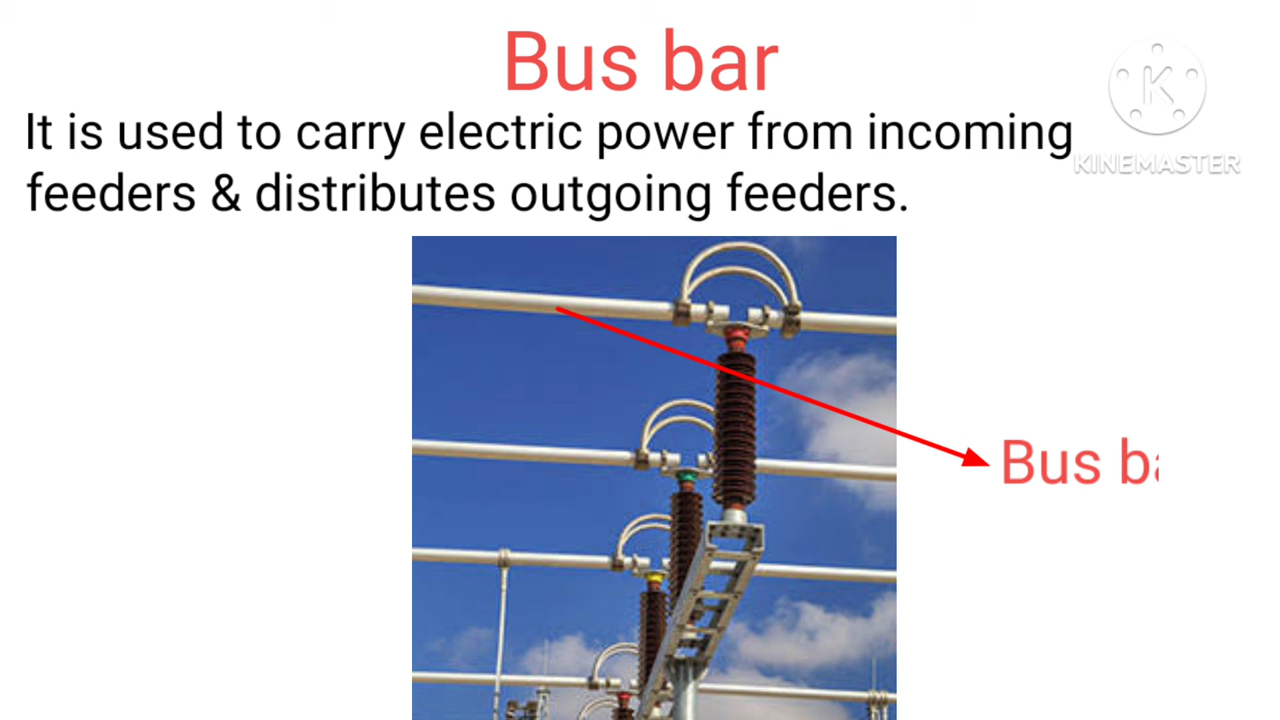 Bus bar
It is used to carry electric power from incoming
feeders & distributes outgoing feeders.
KINEMASTER
Bus ba